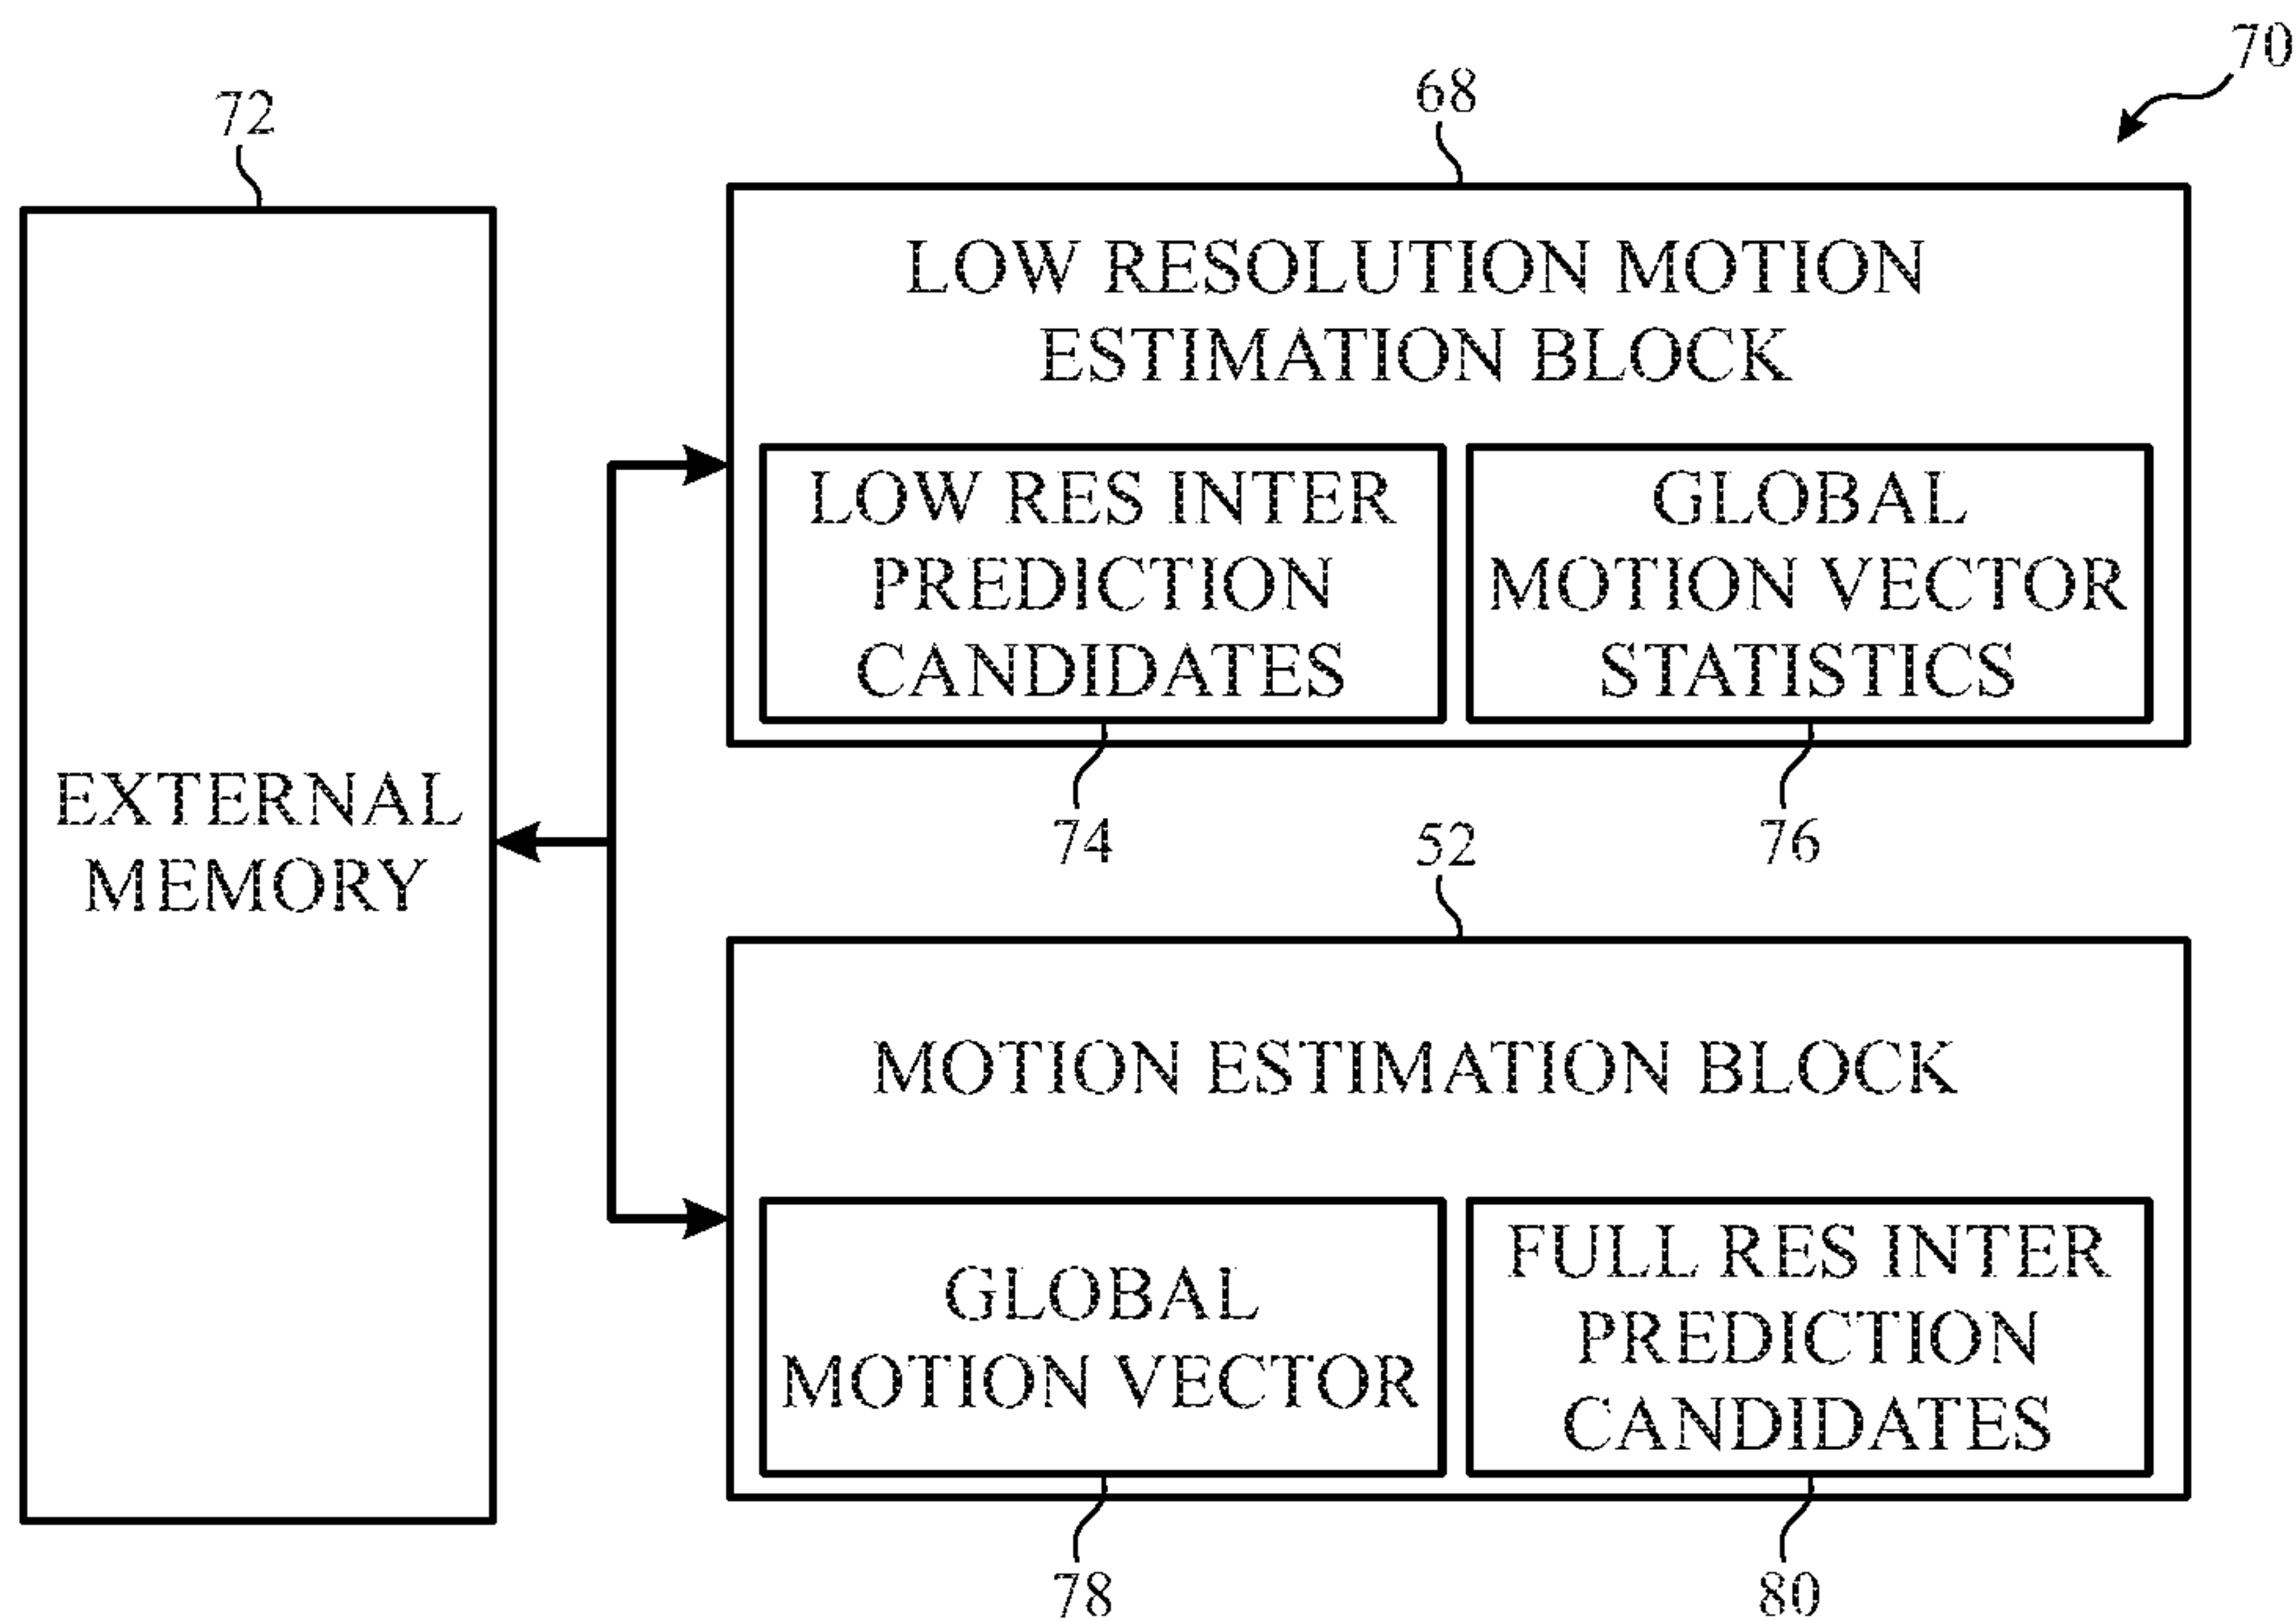 70
72
68
LOW RESOLUTION MOTION
ESTIMATION BLOCK
LOW RES INTER
PREDICTION
CANDIDATES
GLOBAL
MOTION VECTOR
STATISTICS
74
76
EXTERNAL
MEMORY
52
MOTION ESTIMATION BLOCK
GLOBAL
MOTION VECTOR
FULL RES INTER
PREDICTION
CANDIDATES
78
80